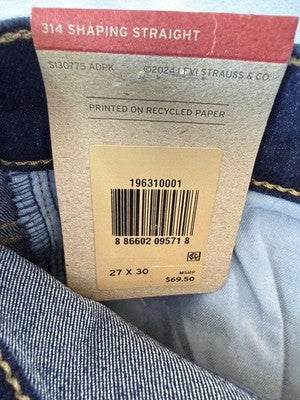 314 SHAPING STRAIGHT
S130775 ADPK ©2024 LEVI STRAUSS & CO.
PRINTED ON RECYCLED PAPER
196310001
8 86602 09571 8
27 X 30
MSRP
$69.50